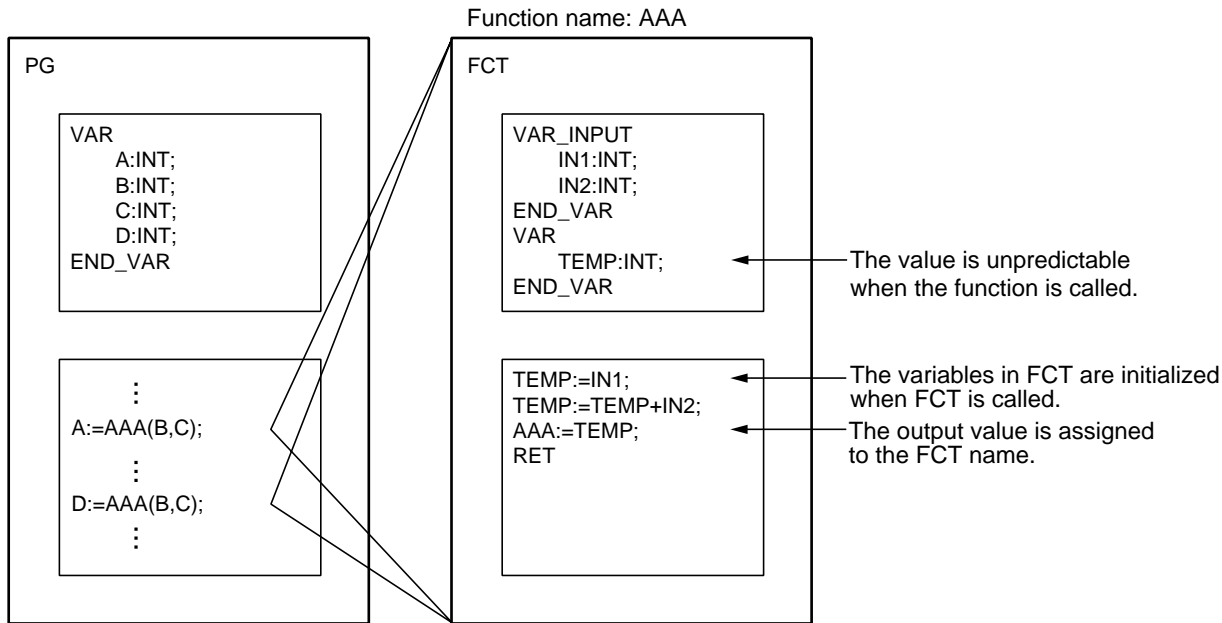 Function name: AAA
PG
VAR
A:INT;
B:INT;
C:INT;
D:INT;
END_VAR
⋮
A:=AAA(B,C);
⋮
D:=AAA(B,C);
⋮
FCT
VAR_INPUT
IN1:INT;
IN2:INT;
END_VAR
VAR
TEMP:INT;
END_VAR
The value is unpredictable
when the function is called.
TEMP:=IN1;
TEMP:=TEMP+IN2;
AAA:=TEMP;
RET
The variables in FCT are initialized
when FCT is called.
The output value is assigned
to the FCT name.